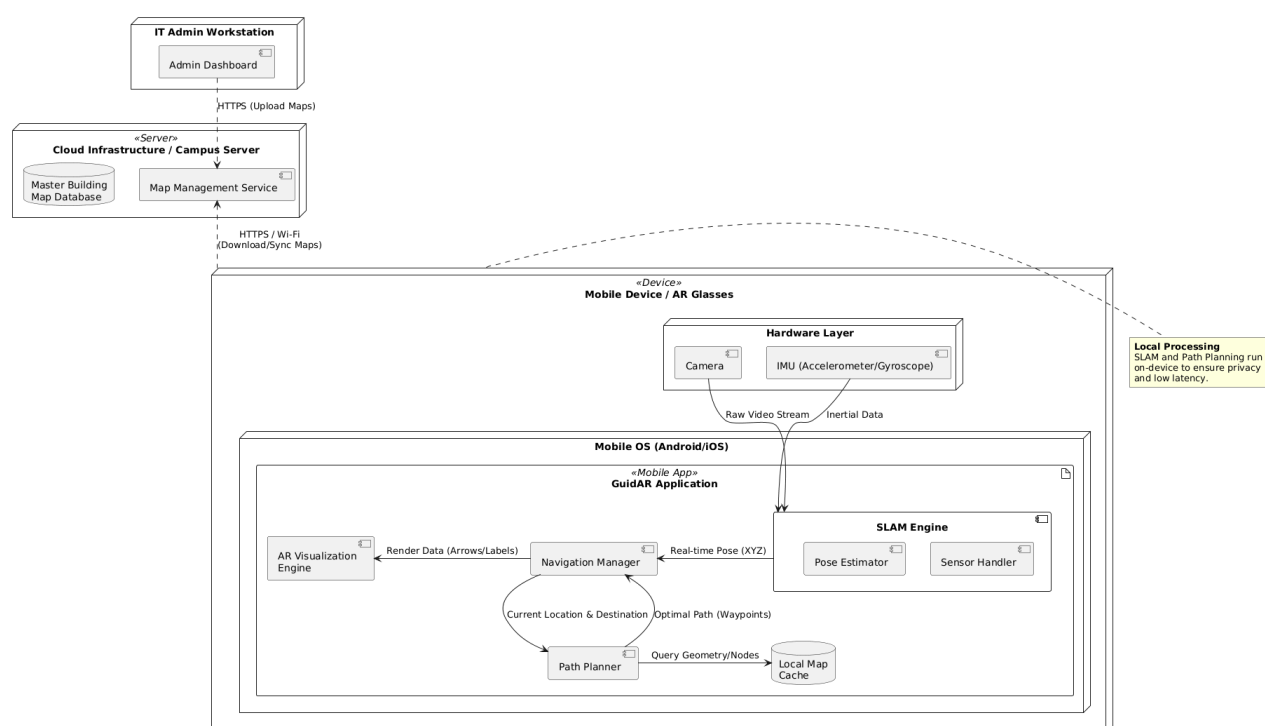 IT Admin Workstation
Admin Dashboard
HTTPS (Upload Maps)
«Server»
Cloud Infrastructure / Campus Server
Master Building
Map Database
Map Management Service
HTTPS / Wi-Fi
(Download/Sync Maps)
«Device»
Mobile Device / AR Glasses
Local Processing
SLAM and Path Planning run
on-device to ensure privacy
and low latency.
Hardware Layer
Camera
IMU (Accelerometer/Gyroscope)
Raw Video Stream
Inertial Data
Mobile OS (Android/iOS)
«Mobile App»
GuidAR Application
SLAM Engine
Pose Estimator
Sensor Handler
AR Visualization
Engine
Render Data (Arrows/Labels)
Navigation Manager
Real-time Pose (XYZ)
Current Location & Destination
Optimal Path (Waypoints)
Path Planner
Query Geometry/Nodes
Local Map
Cache